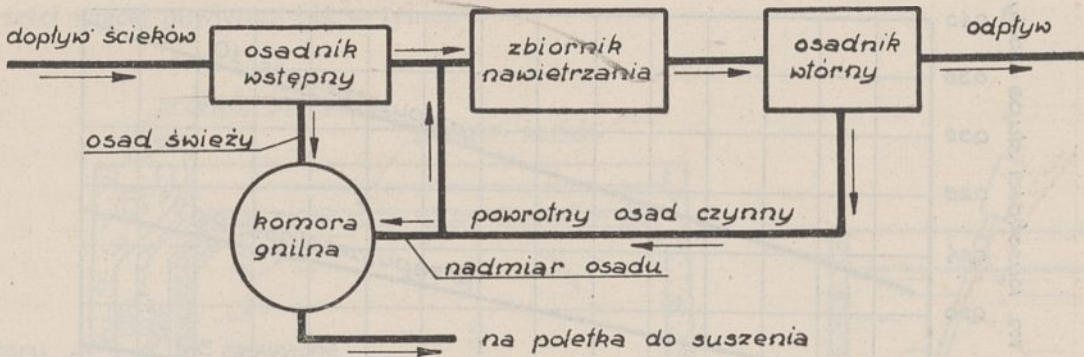 dopływ ścieków
osadnik
wstępny
zbiornik
nawietrzania
osadnik
wtórny
odpływ
osad świeży
komora
gnilna
powrotny osad czynny
nadmiar osadu
na poletka do suszenia